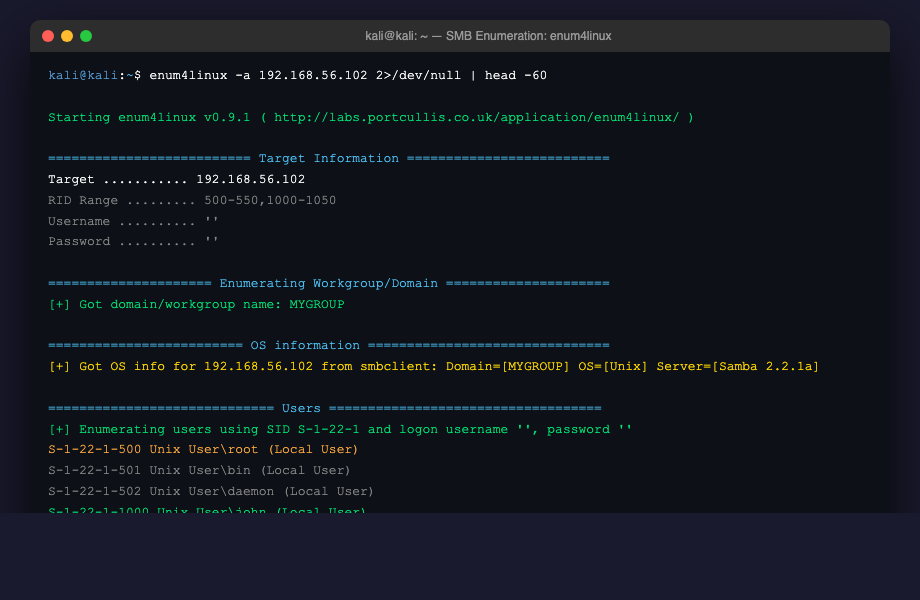 kali@kali: ~ — SMB Enumeration: enum4linux
kali@kali:~$ enum4linux -a 192.168.56.102 2>/dev/null | head -60
Starting enum4linux v0.9.1 ( http://labs.portcullis.co.uk/application/enum4linux/ )
========================== Target Information ==========================
Target ........... 192.168.56.102
RID Range ......... 500-550,1000-1050
Username .......... ''
Password .......... ''
===================== Enumerating Workgroup/Domain =====================
[+] Got domain/workgroup name: MYGROUP
========================= OS information ===============================
[+] Got OS info for 192.168.56.102 from smbclient: Domain=[MYGROUP] OS=[Unix] Server=[Samba 2.2.1a]
============================= Users ===================================
[+] Enumerating users using SID S-1-22-1 and logon username '', password ''
S-1-22-1-500 Unix User\root (Local User)
S-1-22-1-501 Unix User\bin (Local User)
S-1-22-1-502 Unix User\daemon (Local User)
S-1-22-1-1000 Unix User\john (Local User)